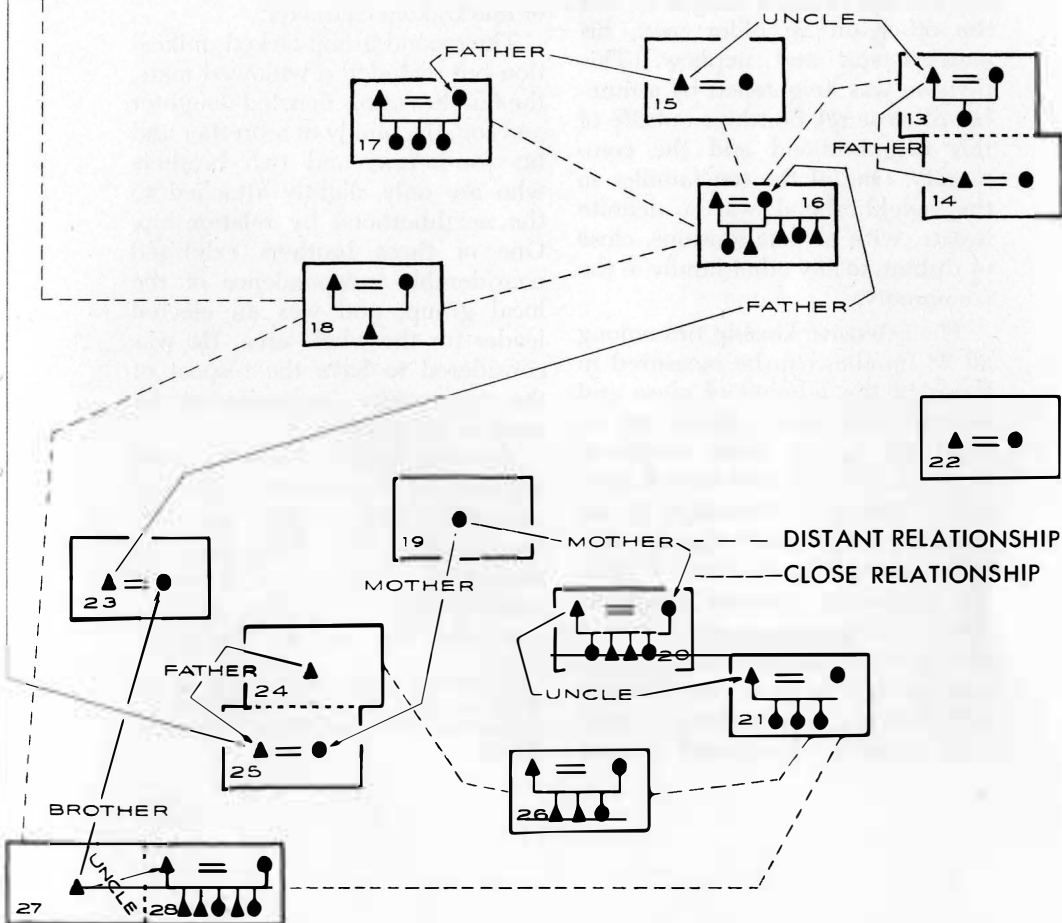 UNCLE
FATHER
15
13
17
FATHER
16
14
FATHER
18
22
19
MOTHER
DISTANT RELATIONSHIP
CLOSE RELATIONSHIP
23
MOTHER
20
FATHER
24
UNCLE
21
25
26
BROTHER
UNCLE
27
28